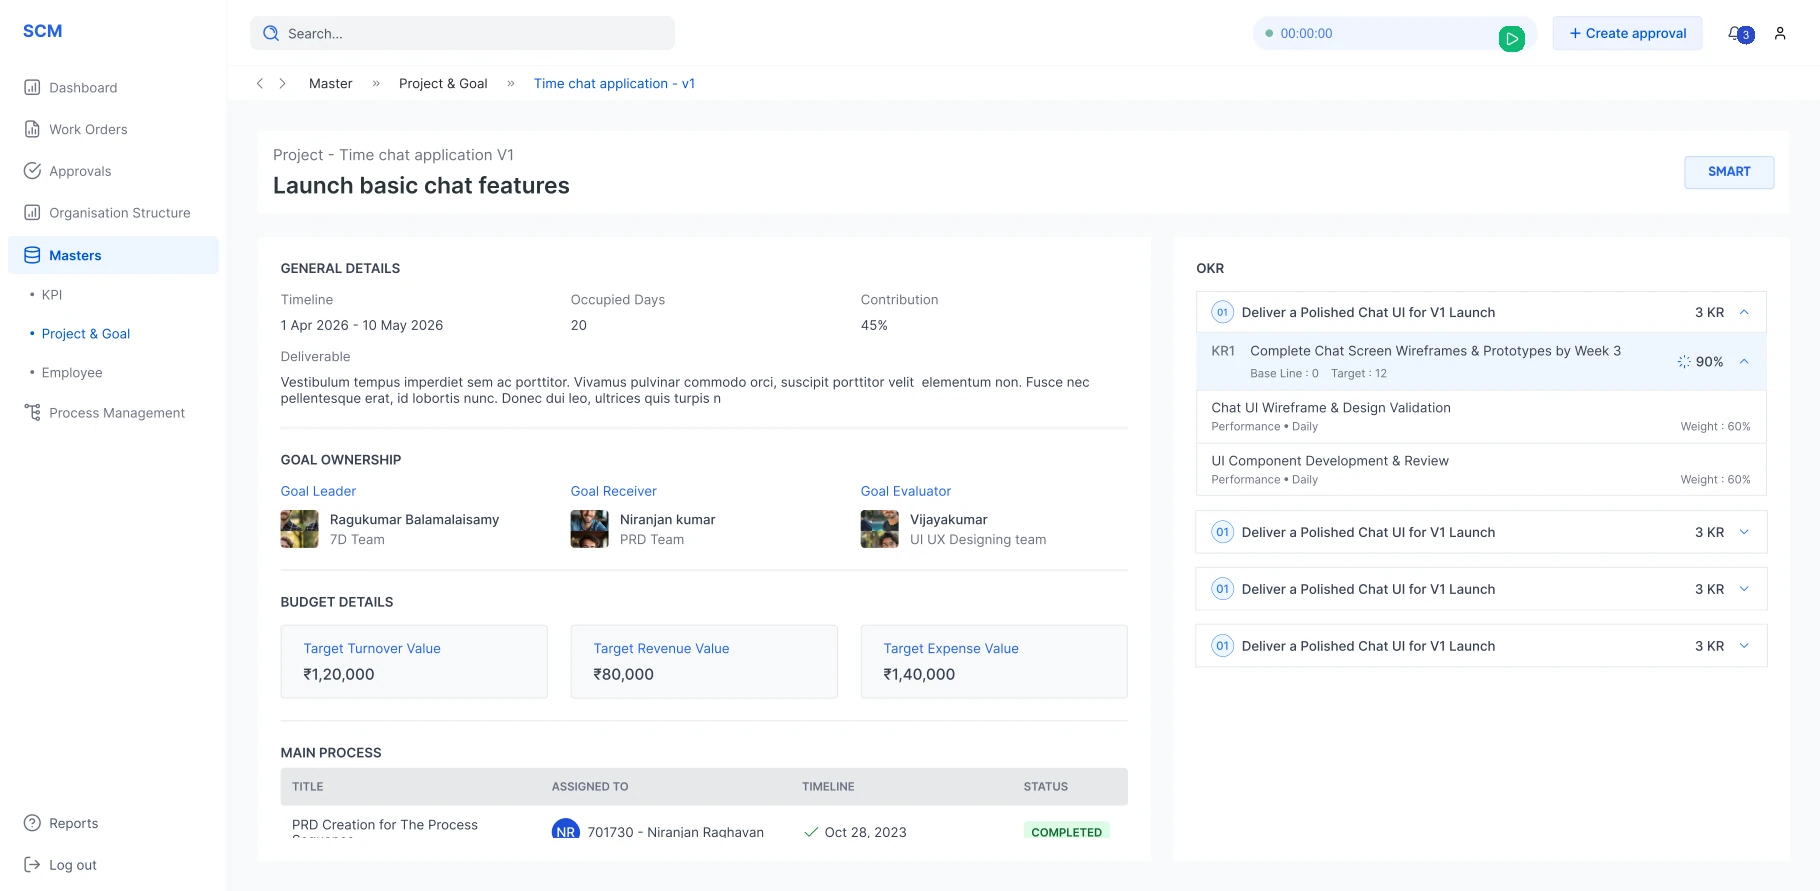 SCM
Search...
00:00:00
+ Create approval
3
Dashboard
Work Orders
Approvals
Organisation Structure
Masters
• KPI
• Project & Goal
• Employee
Process Management
Reports
Log out
Master » Project & Goal » Time chat application - v1
Project - Time chat application V1
Launch basic chat features
SMART
GENERAL DETAILS
Timeline Occupied Days Contribution
1 Apr 2026 - 10 May 2026 20 45%
Deliverable
Vestibulum tempus imperdiet sem ac porttitor. Vivamus pulvinar commodo orci, suscipit porttitor velit  elementum non. Fusce nec
pellentesque erat, id lobortis nunc. Donec dui leo, ultrices quis turpis n
GOAL OWNERSHIP
Goal Leader Goal Receiver Goal Evaluator
Ragukumar Balamalaisamy Niranjan kumar Vijayakumar
7D Team PRD Team UI UX Designing team
BUDGET DETAILS
Target Turnover Value Target Revenue Value Target Expense Value
₹1,20,000 ₹80,000 ₹1,40,000
MAIN PROCESS
TITLE ASSIGNED TO TIMELINE STATUS
PRD Creation for The Process
NR 701730 - Niranjan Raghavan Oct 28, 2023 COMPLETED
OKR
01 Deliver a Polished Chat UI for V1 Launch 3 KR
KR1 Complete Chat Screen Wireframes & Prototypes by Week 3
Base Line : 0 Target : 12 90%
Chat UI Wireframe & Design Validation
Performance • Daily Weight : 60%
UI Component Development & Review
Performance • Daily Weight : 60%
01 Deliver a Polished Chat UI for V1 Launch 3 KR
01 Deliver a Polished Chat UI for V1 Launch 3 KR
01 Deliver a Polished Chat UI for V1 Launch 3 KR